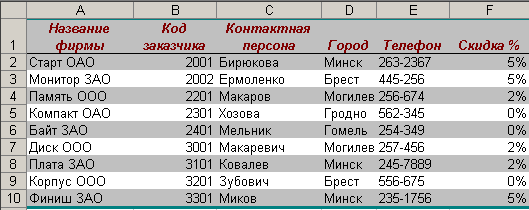 A B C D E F
1 Название фирмы Код заказчика Контактная персона Город Телефон Скидка %
2 Старт ОАО 2001 Бирюкова Минск 263-2367 5%
3 Монитор ЗАО 2002 Ермоленко Брест 445-256 5%
4 Память ООО 2201 Макаров Могилев 256-674 2%
5 Компакт ОАО 2301 Хозова Гродно 562-345 0%
6 Байт ЗАО 2401 Мельник Гомель 254-349 0%
7 Диск ООО 3001 Макаревич Могилев 257-456 2%
8 Плата ЗАО 3101 Ковалев Минск 245-7889 2%
9 Корпус ООО 3201 Зубович Брест 556-675 0%
10 Финиш ЗАО 3301 Миков Минск 235-1756 5%